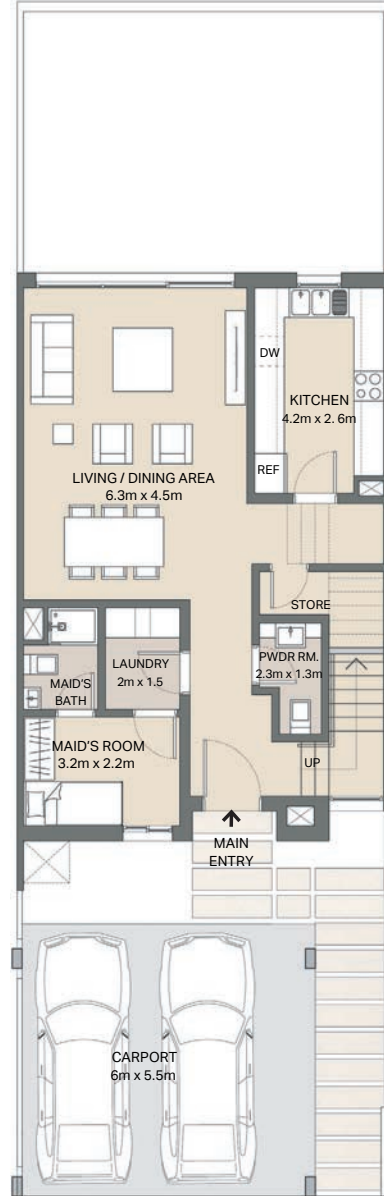 DW
KITCHEN
4.2m x 2. 6m
REF
LIVING / DINING AREA
6.3m x 4.5m
STORE
LAUNDRY
2m x 1.5
PWDR RM.
2.3m x 1.3m
MAID'S
BATH
MAID'S ROOM
3.2m x 2.2m
UP
MAIN
ENTRY
CARPORT
6m x 5.5m